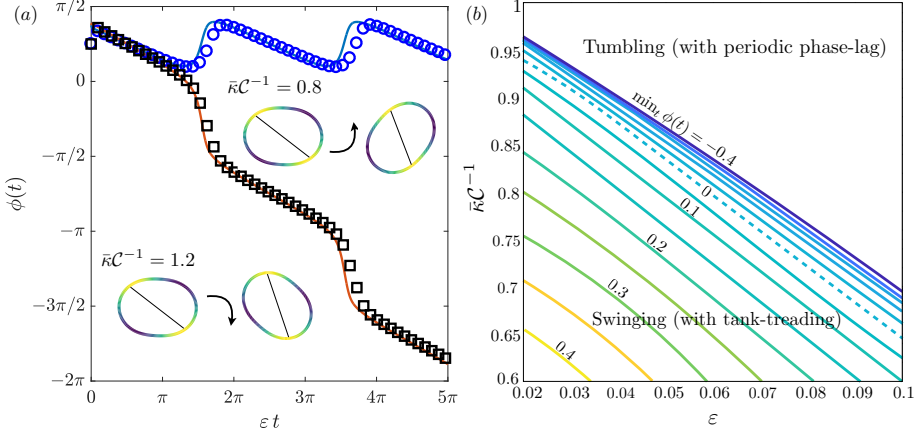 (a)
π/2
0
−π/2
−π
−3π/2
−2π
ϕ(t)
κ̄C⁻¹ = 0.8
κ̄C⁻¹ = 1.2
0
π
2π
3π
4π
5π
ε t
(b)
1
0.95
0.9
0.85
0.8
0.75
0.7
0.65
0.6
κ̄C⁻¹
Tumbling (with periodic phase-lag)
minₜ ϕ(t) = −0.4
0
0.1
0.2
0.3
Swinging (with tank-treading)
0.4
0.02
0.03
0.04
0.05
0.06
0.07
0.08
0.09
0.1
ε